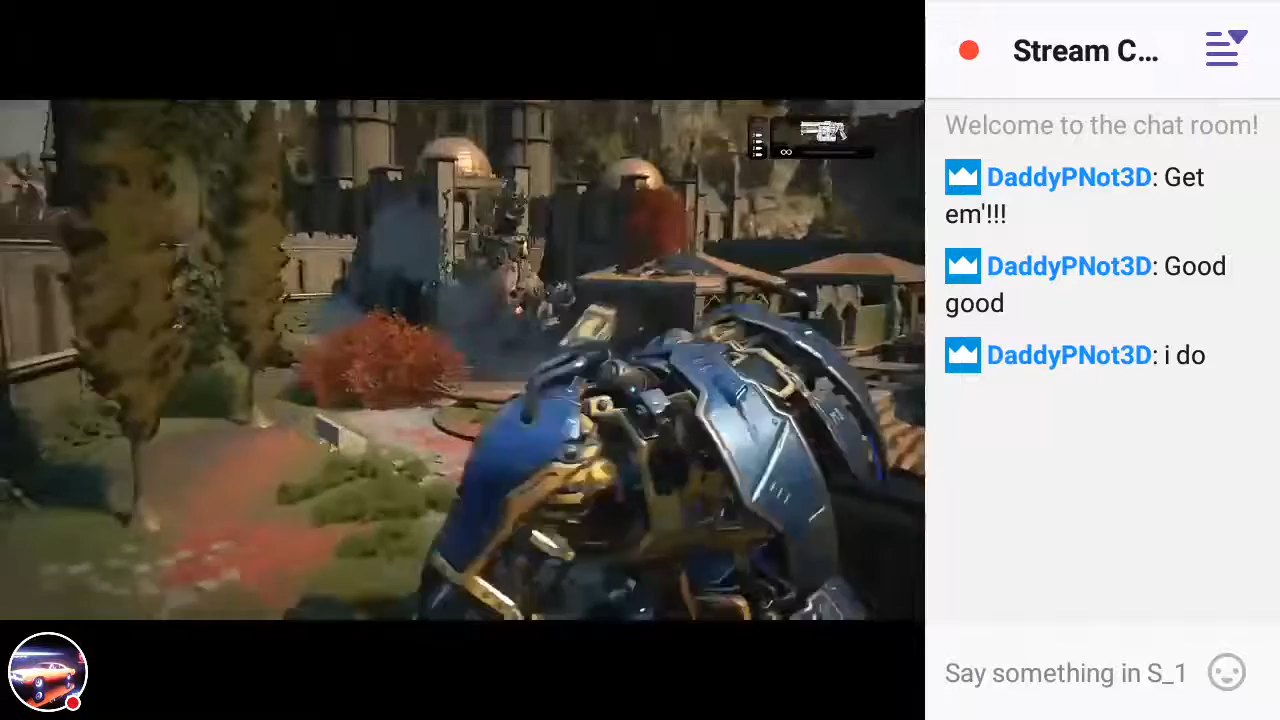 Stream C...
Welcome to the chat room!
DaddyPNot3D: Get
em'!!!
DaddyPNot3D: Good
good
DaddyPNot3D: i do
∞
Say something in S_1